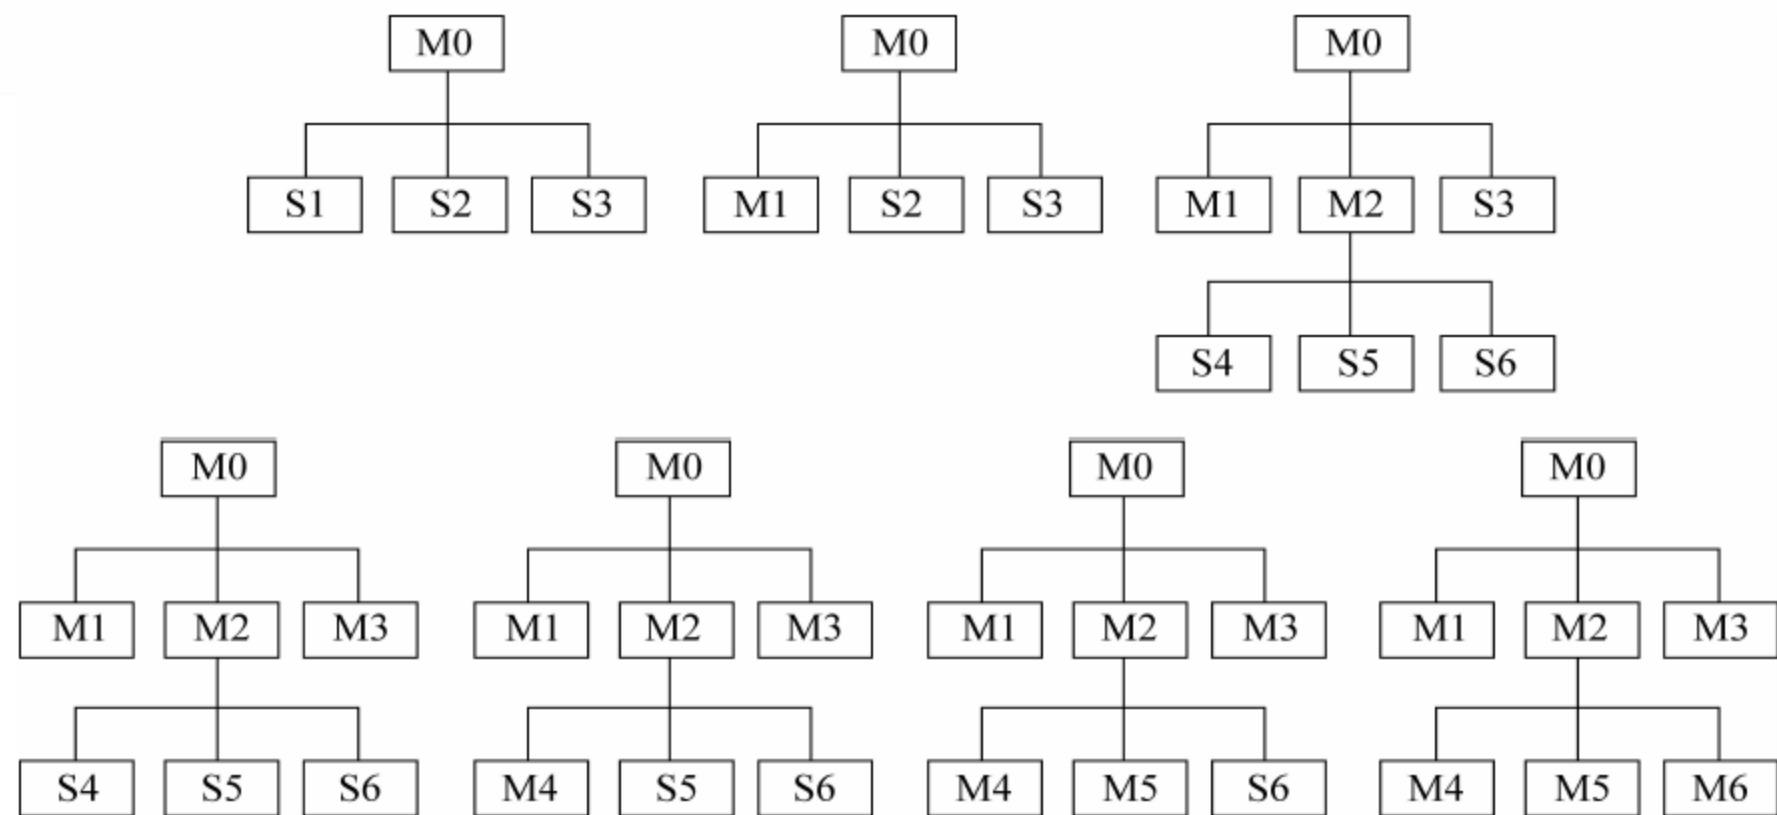 M0 M0 M0
S1 S2 S3 M1 S2 S3 M1 M2 S3
S4 S5 S6
M0 M0 M0 M0
M1 M2 M3 M1 M2 M3 M1 M2 M3 M1 M2 M3
S4 S5 S6 M4 S5 S6 M4 M5 S6 M4 M5 M6